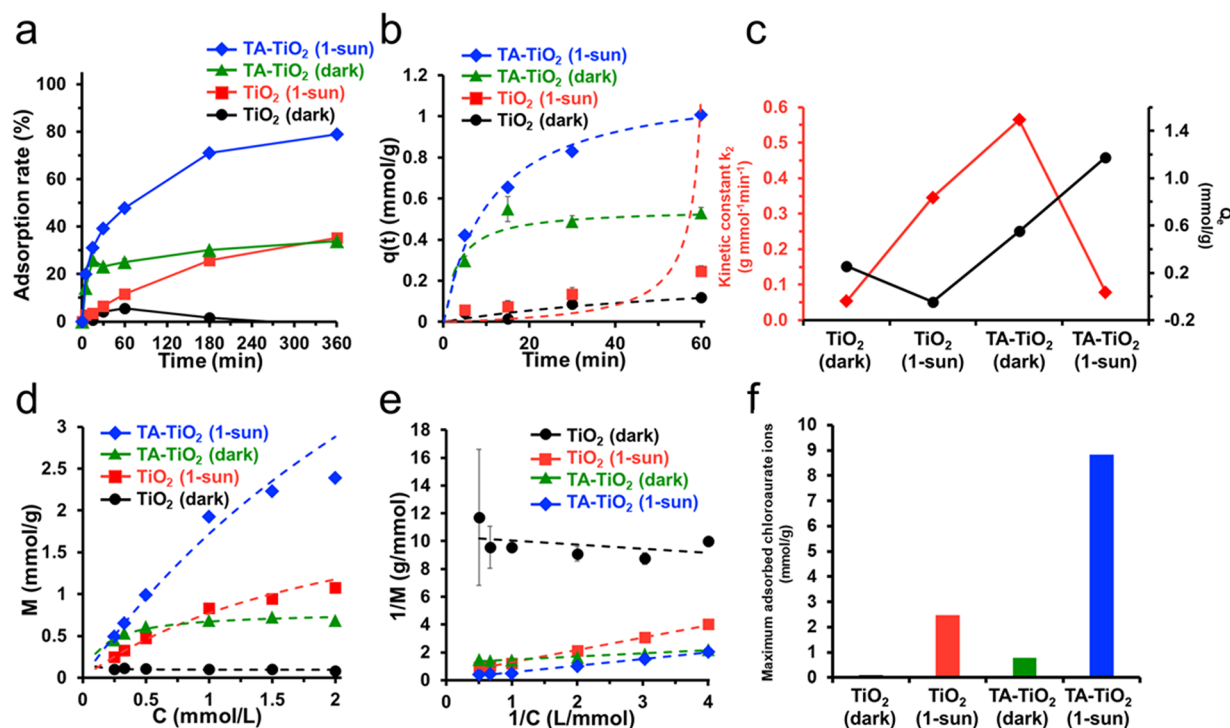 a
TA-TiO₂ (1-sun)
TA-TiO₂ (dark)
TiO₂ (1-sun)
TiO₂ (dark)
Adsorption rate (%)
100
80
60
40
20
0
0 60 120 180 240 300 360
Time (min)
b
TA-TiO₂ (1-sun)
TA-TiO₂ (dark)
TiO₂ (1-sun)
TiO₂ (dark)
q(t) (mmol/g)
1.2
1
0.8
0.6
0.4
0.2
0
0 20 40 60
Time (min)
c
Kinetic constant k₂
(g mmol⁻¹min⁻¹)
0.6
0.5
0.4
0.3
0.2
0.1
0.0
1.4
1.0
0.6
0.2
-0.2
Qₑ
(mmol/g)
TiO₂ TiO₂ TA-TiO₂ TA-TiO₂
(dark) (1-sun) (dark) (1-sun)
d
TA-TiO₂ (1-sun)
TA-TiO₂ (dark)
TiO₂ (1-sun)
TiO₂ (dark)
M (mmol/g)
3
2.5
2
1.5
1
0.5
0
0 0.5 1 1.5 2
C (mmol/L)
e
TiO₂ (dark)
TiO₂ (1-sun)
TA-TiO₂ (dark)
TA-TiO₂ (1-sun)
1/M (g/mmol)
18
16
14
12
10
8
6
4
2
0
0 1 2 3 4
1/C (L/mmol)
f
Maximum adsorbed chloroaurate ions
(mmol/g)
10
9
8
7
6
5
4
3
2
1
0
TiO₂ TiO₂ TA-TiO₂ TA-TiO₂
(dark) (1-sun) (dark) (1-sun)